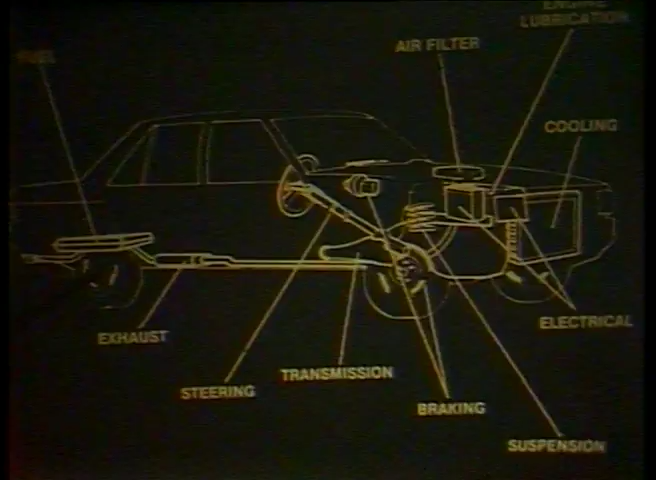 ENGINE
LUBRICATION
AIR FILTER
FUEL
COOLING
ELECTRICAL
EXHAUST
TRANSMISSION
STEERING
BRAKING
SUSPENSION